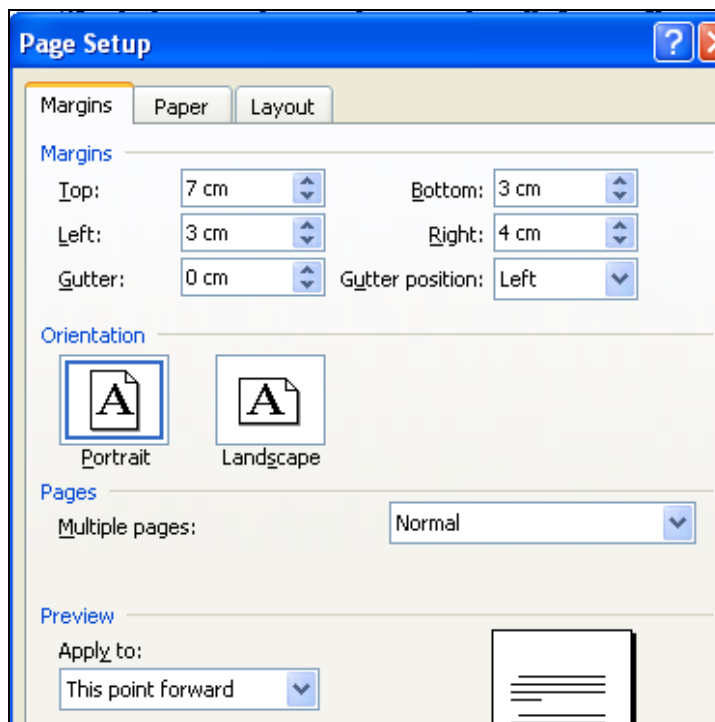 Page Setup ?
Margins Paper Layout
Margins
Top: 7 cm Bottom: 3 cm
Left: 3 cm Right: 4 cm
Gutter: 0 cm Gutter position: Left
Orientation
A A
Portrait Landscape
Pages
Multiple pages: Normal
Preview
Apply to:
This point forward